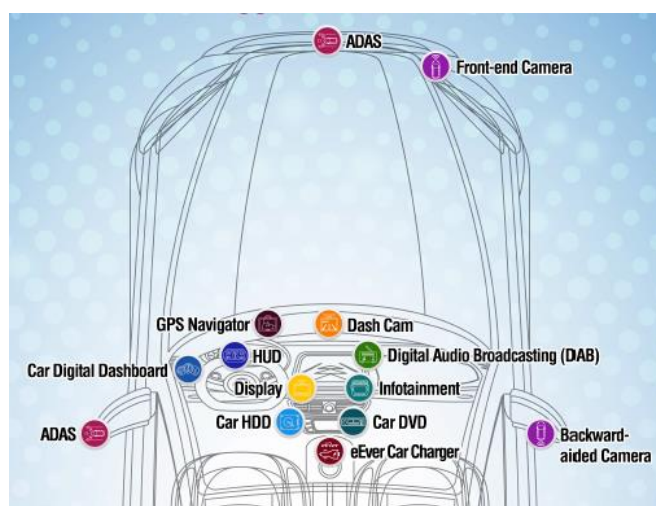 ADAS
Front-end Camera
GPS Navigator
Dash Cam
HUD
Digital Audio Broadcasting (DAB)
Car Digital Dashboard
Display
Infotainment
Car HDD
Car DVD
ADAS
Backward-
aided Camera
eEver Car Charger